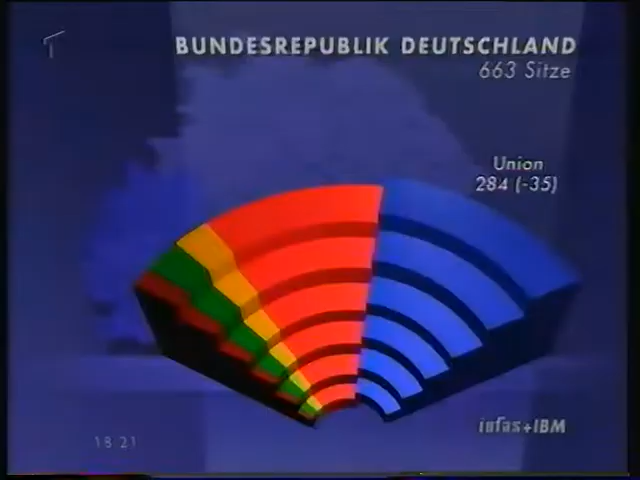 BUNDESREPUBLIK DEUTSCHLAND
663 Sitze
Union
284 (-35)
18 21
infas+IBM